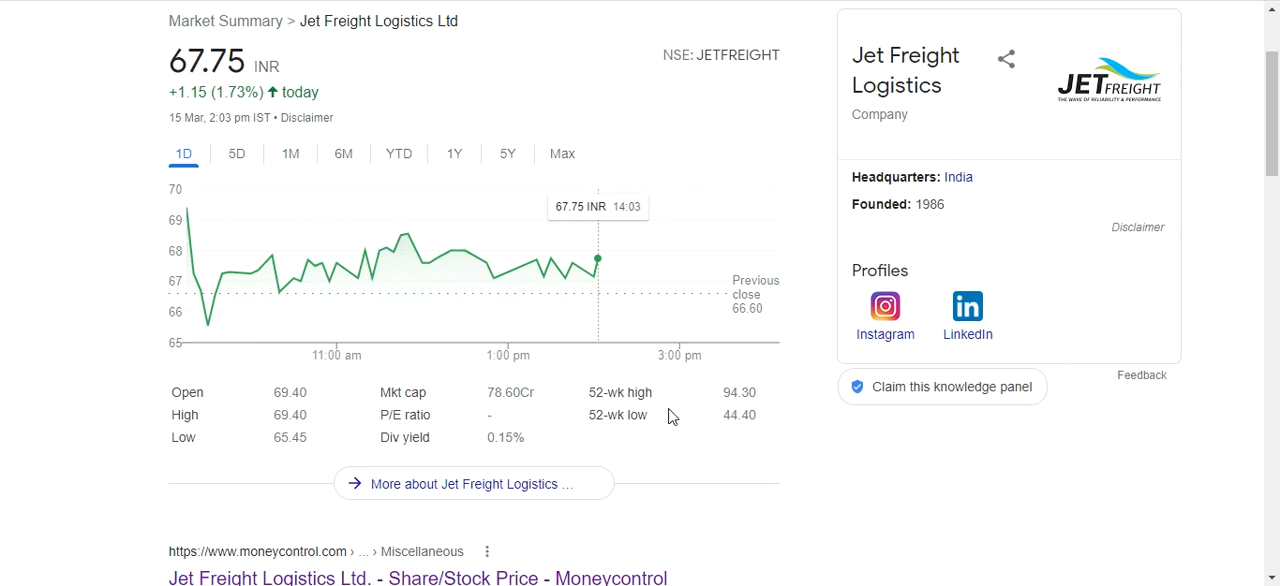 Market Summary > Jet Freight Logistics Ltd
67.75 INR
NSE: JETFREIGHT
+1.15 (1.73%) ↑ today
15 Mar, 2:03 pm IST • Disclaimer
1D 5D 1M 6M YTD 1Y 5Y Max
70
69
68
67
66
65
67.75 INR 14:03
Previous
close
66.60
11:00 am 1:00 pm 3:00 pm
Open 69.40 Mkt cap 78.60Cr 52-wk high 94.30
High 69.40 P/E ratio - 52-wk low 44.40
Low 65.45 Div yield 0.15%
→ More about Jet Freight Logistics …
https://www.moneycontrol.com › ... › Miscellaneous
Jet Freight Logistics Ltd. - Share/Stock Price - Moneycontrol
Jet Freight
Logistics
Company
JETFREIGHT
THE WAVE OF RELIABILITY & PERFORMANCE
Headquarters: India
Founded: 1986
Disclaimer
Profiles
Instagram LinkedIn
Feedback
Claim this knowledge panel